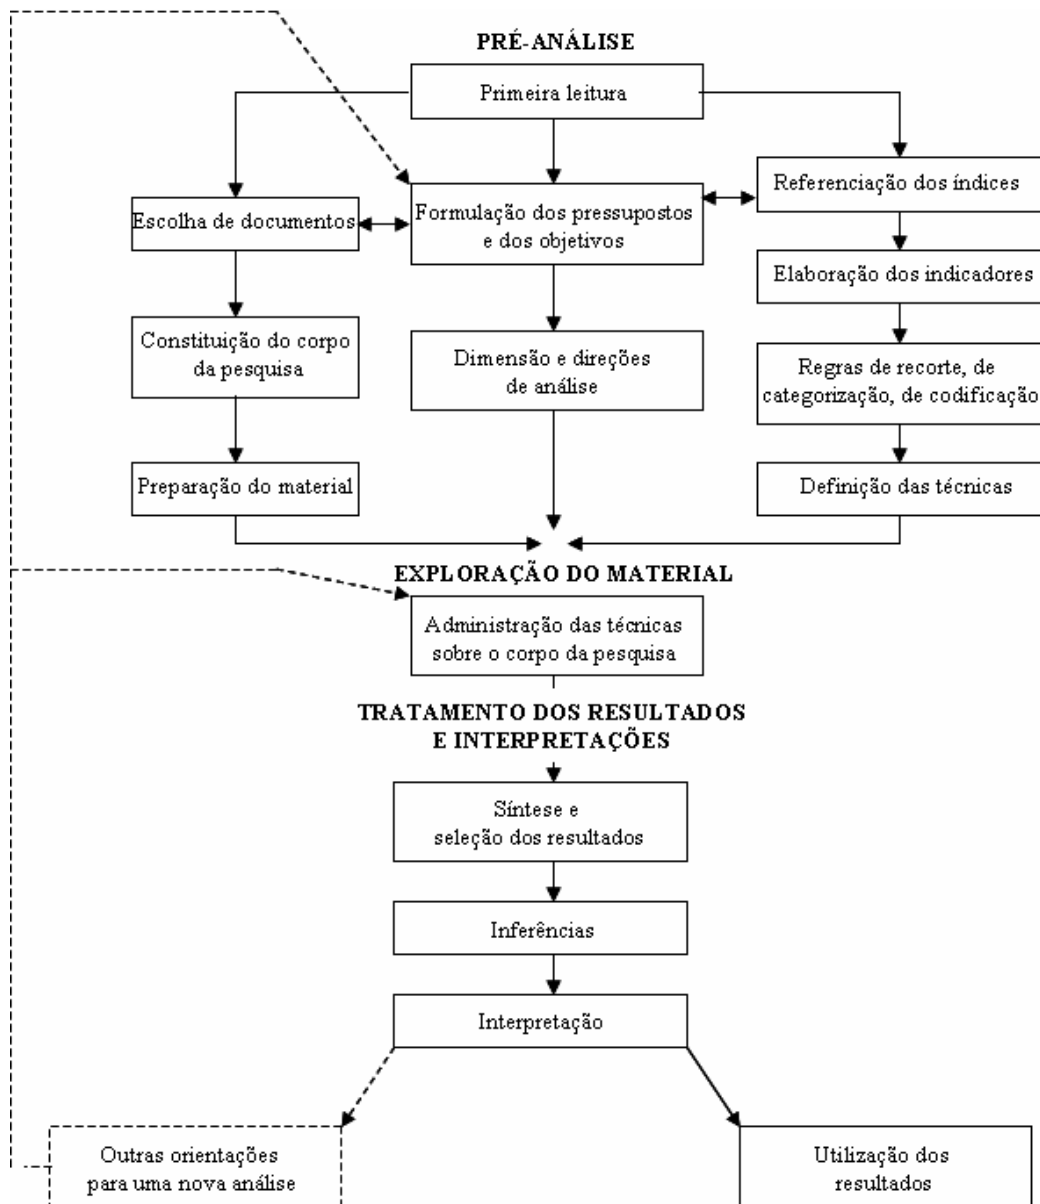 PRÉ-ANÁLISE
Primeira leitura
Referenciação dos índices
Escolha de documentos
Formulação dos pressupostos
e dos objetivos
Elaboração dos indicadores
Constituição do corpo
da pesquisa
Dimensão e direções
de análise
Regras de recorte, de
categorização, de codificação
Preparação do material
Definição das técnicas
EXPLORAÇÃO DO MATERIAL
Administração das técnicas
sobre o corpo da pesquisa
TRATAMENTO DOS RESULTADOS
E INTERPRETAÇÕES
Síntese e
seleção dos resultados
Inferências
Interpretação
Outras orientações
para uma nova análise
Utilização dos
resultados